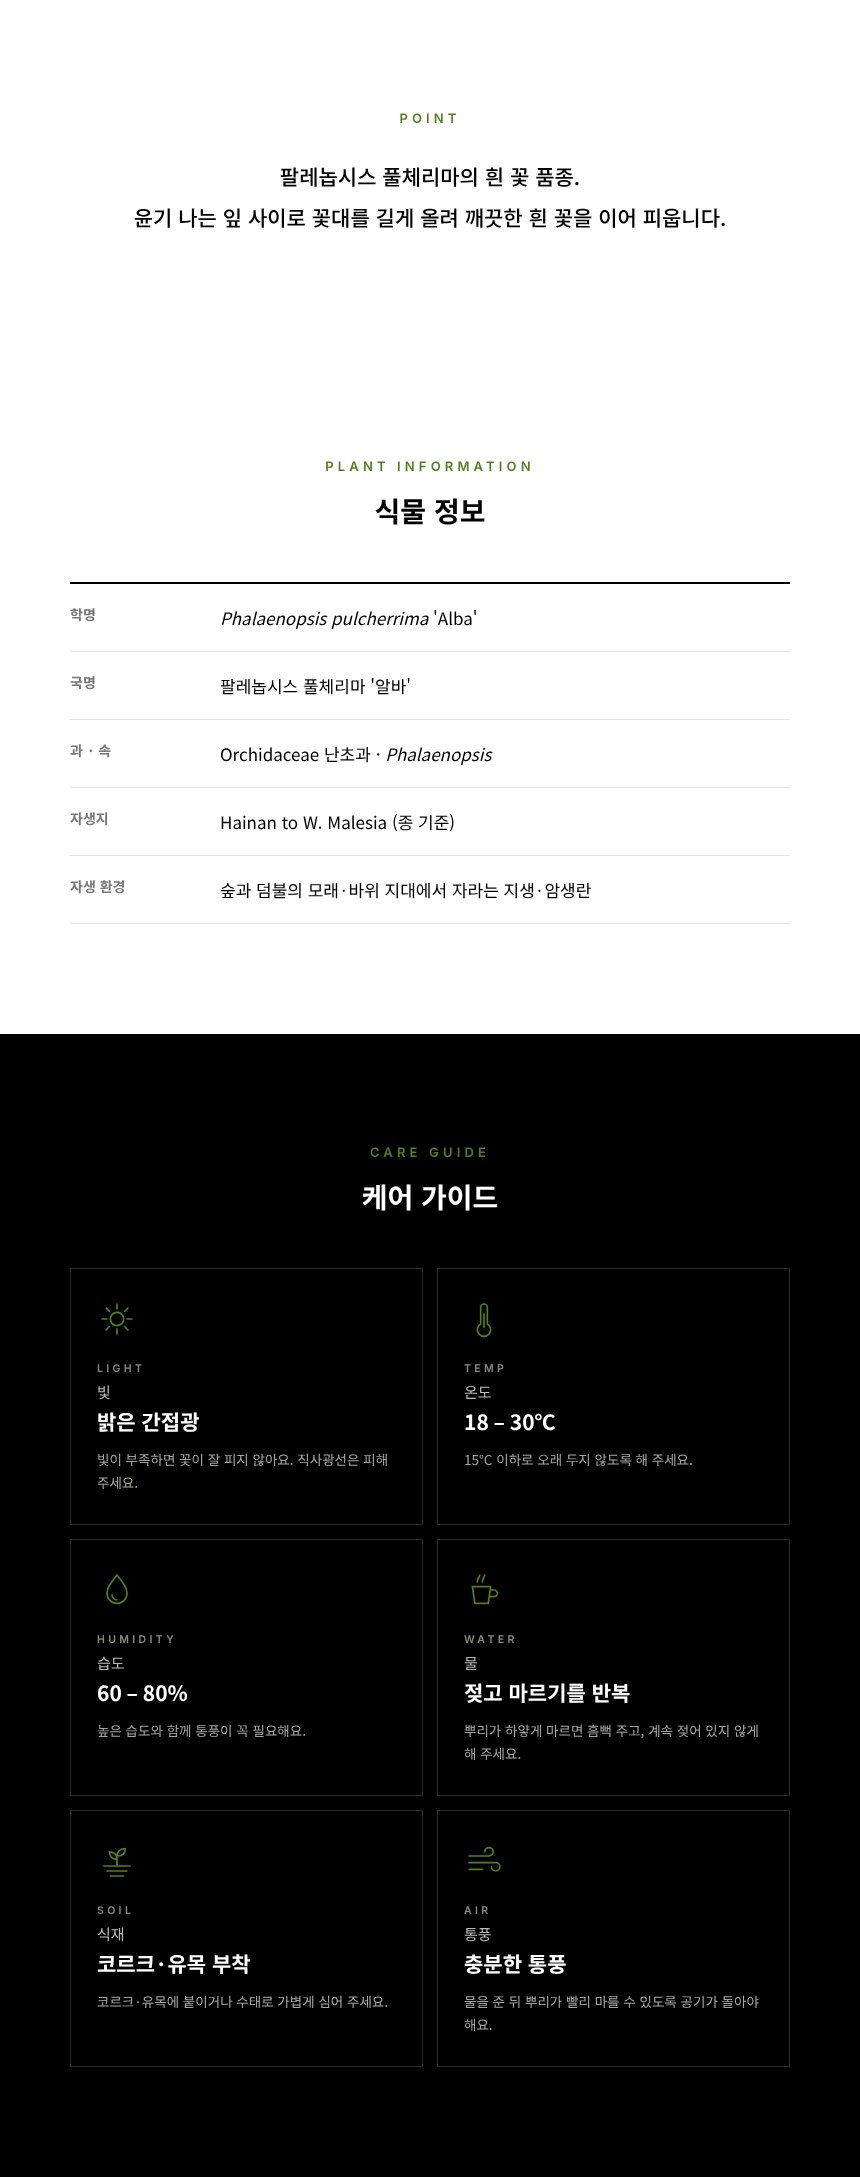 POINT
팔레놉시스 풀체리마의 흰 꽃 품종.
윤기 나는 잎 사이로 꽃대를 길게 올려 깨끗한 흰 꽃을 이어 피웁니다.
PLANT INFORMATION
식물 정보
학명 Phalaenopsis pulcherrima 'Alba'
국명 팔레놉시스 풀체리마 '알바'
과 · 속 Orchidaceae 난초과 · Phalaenopsis
자생지 Hainan to W. Malesia (종 기준)
자생 환경 숲과 덤불의 모래·바위 지대에서 자라는 지생·암생란
CARE GUIDE
케어 가이드
LIGHT
빛
밝은 간접광
빛이 부족하면 꽃이 잘 피지 않아요. 직사광선은 피해
주세요.
TEMP
온도
18 – 30℃
15℃ 이하로 오래 두지 않도록 해 주세요.
HUMIDITY
습도
60 – 80%
높은 습도와 함께 통풍이 꼭 필요해요.
WATER
물
젖고 마르기를 반복
뿌리가 하얗게 마르면 흠뻑 주고, 계속 젖어 있지 않게
해 주세요.
SOIL
식재
코르크·유목 부착
코르크·유목에 붙이거나 수태로 가볍게 심어 주세요.
AIR
통풍
충분한 통풍
물을 준 뒤 뿌리가 빨리 마를 수 있도록 공기가 돌아야
해요.